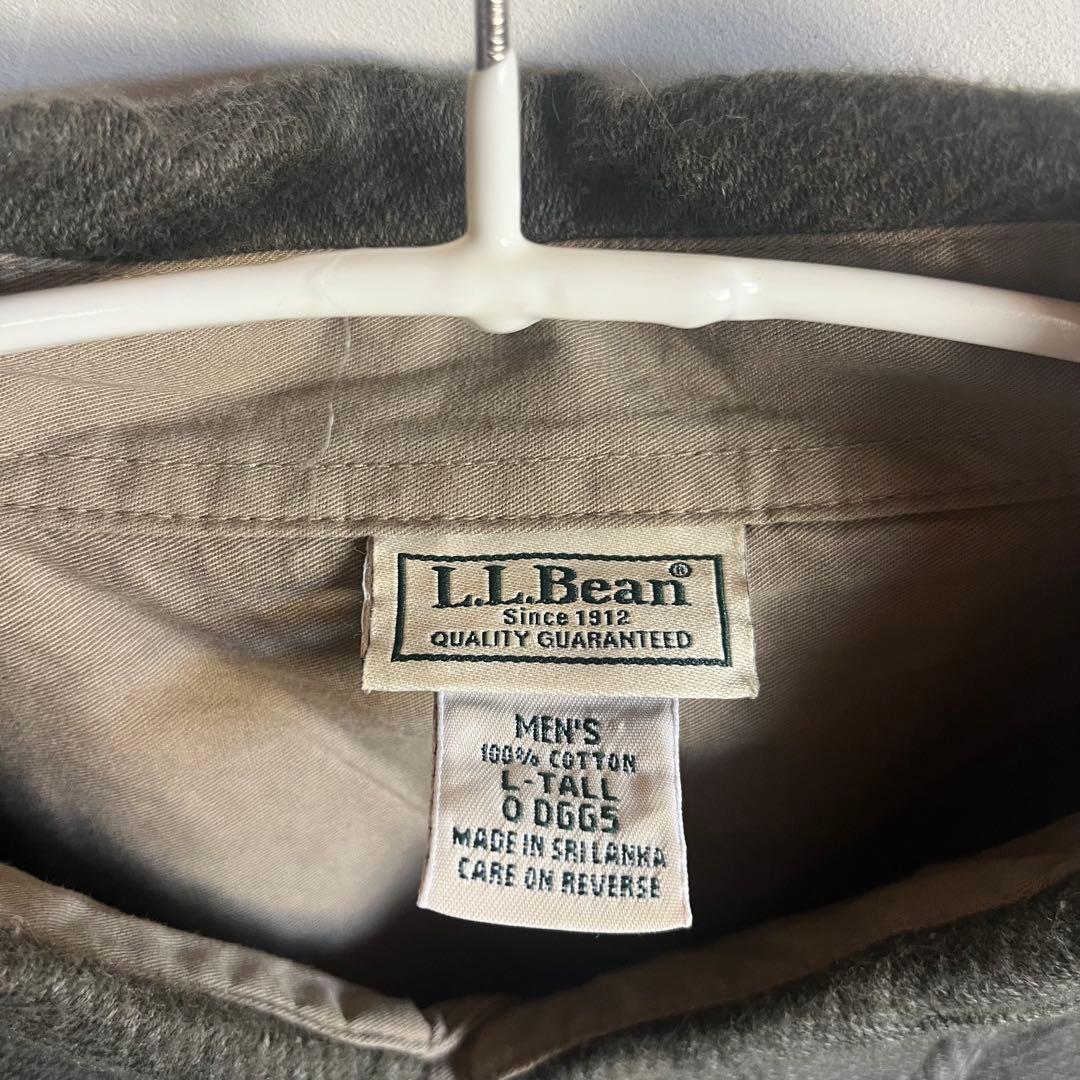 L.L.Bean®
Since 1912
QUALITY GUARANTEED
MEN'S
100% COTTON
L-TALL
0 DGG5
MADE IN SRI LANKA
CARE ON REVERSE